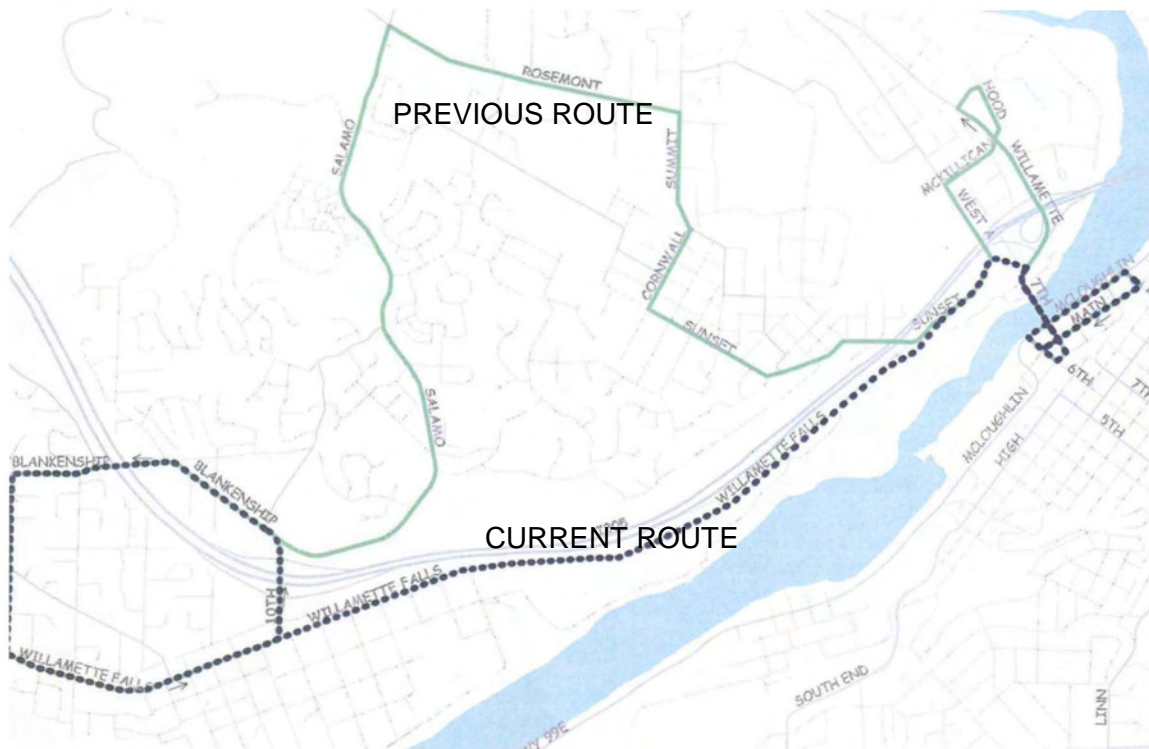 ROSEMONT
HOOD
PREVIOUS ROUTE
SALAMO
SUMMIT
MCKILLICAN
WILLAMETTE
WEST A
CORNWALL
MCLOUGHLIN
7TH
MAIN
SUNSET
SUNSET
6TH
7TH
5TH
SALAMO
MCLOUGHLIN
HIGH
WILLAMETTE FALLS
BLANKENSHIP
BLANKENSHIP
CURRENT ROUTE
WILLAMETTE FALLS
10TH
WILLAMETTE FALLS
SOUTH END
LINN
99E